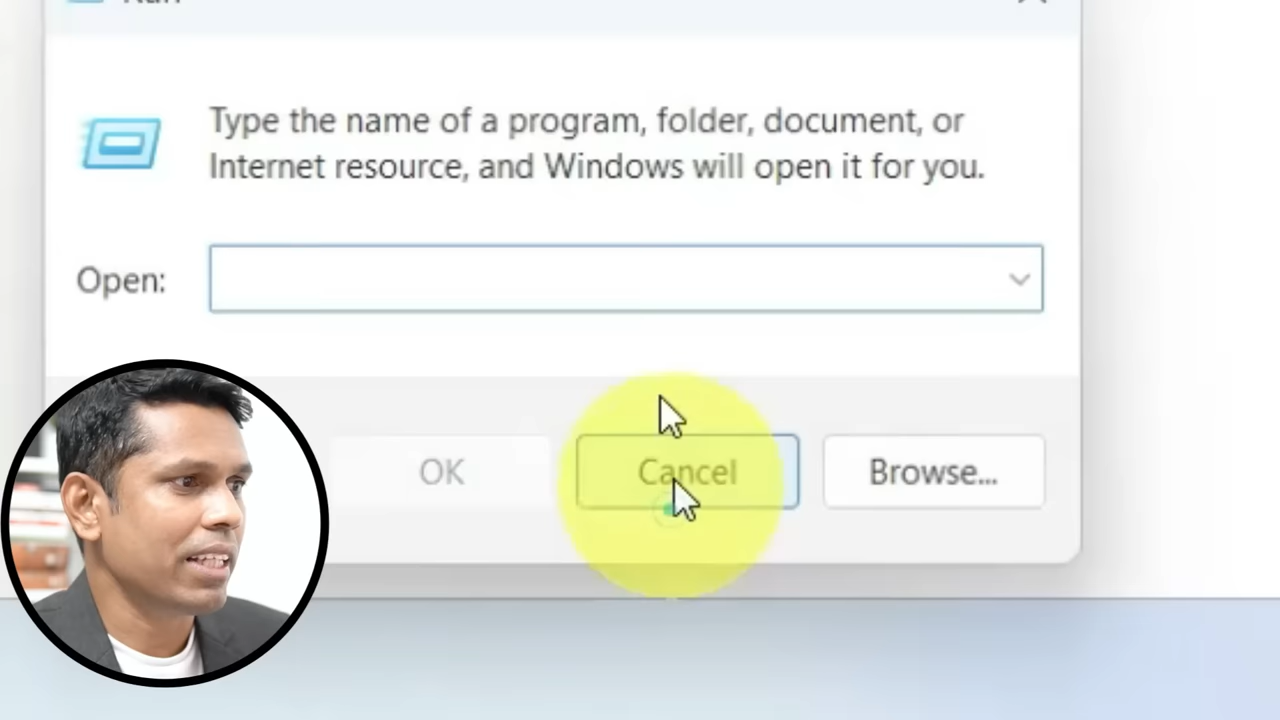 Run
Type the name of a program, folder, document, or
Internet resource, and Windows will open it for you.
Open:
OK
Cancel
Browse...